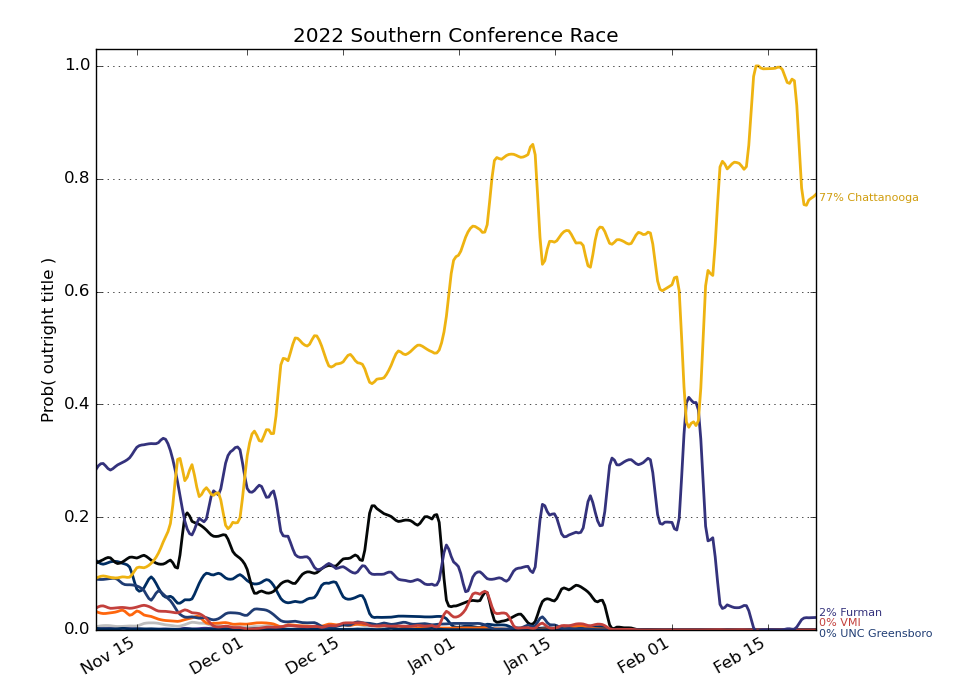 2022 Southern Conference Race
Prob( outright title )
1.0
0.8
0.6
0.4
0.2
0.0
Nov 15
Dec 01
Dec 15
Jan 01
Jan 15
Feb 01
Feb 15
77% Chattanooga
2% Furman
0% VMI
0% UNC Greensboro